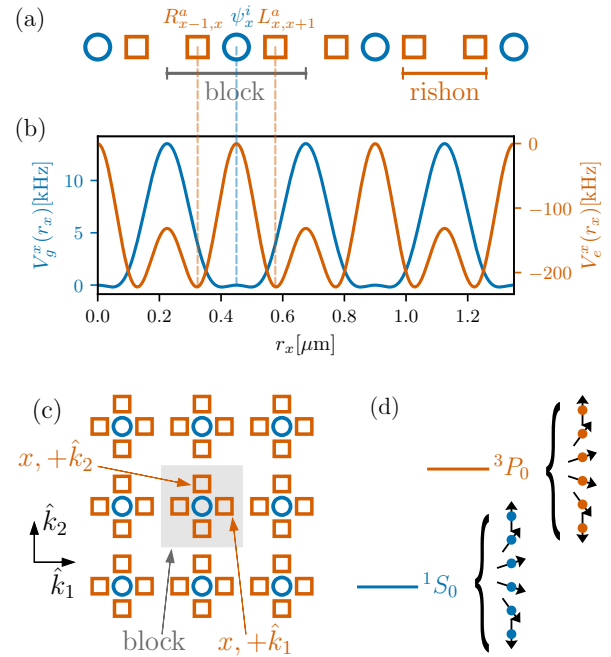 (a)
R^a_{x-1,x} ψ^i_x L^a_{x,x+1}
block
rishon
(b)
V^x_g(r_x)[kHz]
10
5
0
0
−100
−200
V^x_e(r_x)[kHz]
0.0 0.2 0.4 0.6 0.8 1.0 1.2
r_x[μm]
(c)
x, +k̂_2
k̂_2
k̂_1
block
x, +k̂_1
(d)
³P_0
¹S_0